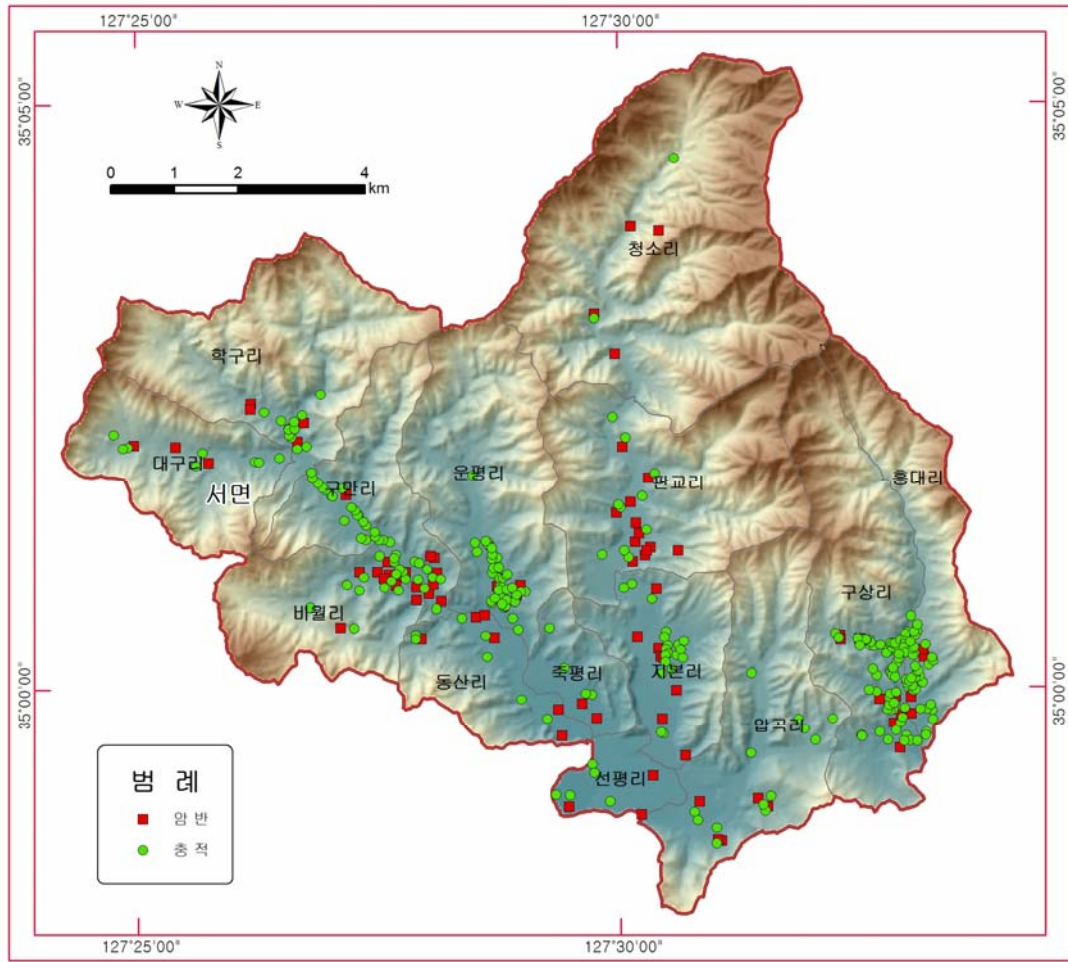 127°25'00" 127°30'00"
35°05'00" 35°05'00"
N
W E
S
0 1 2 4
km
청소리
학구리
대구리
서면
구만리
운평리
판교리
홍대리
비월리
구상리
동산리
죽평리
지본리
압곡리
선평리
35°00'00" 35°00'00"
범 례
암 반
충 적
127°25'00" 127°30'00"